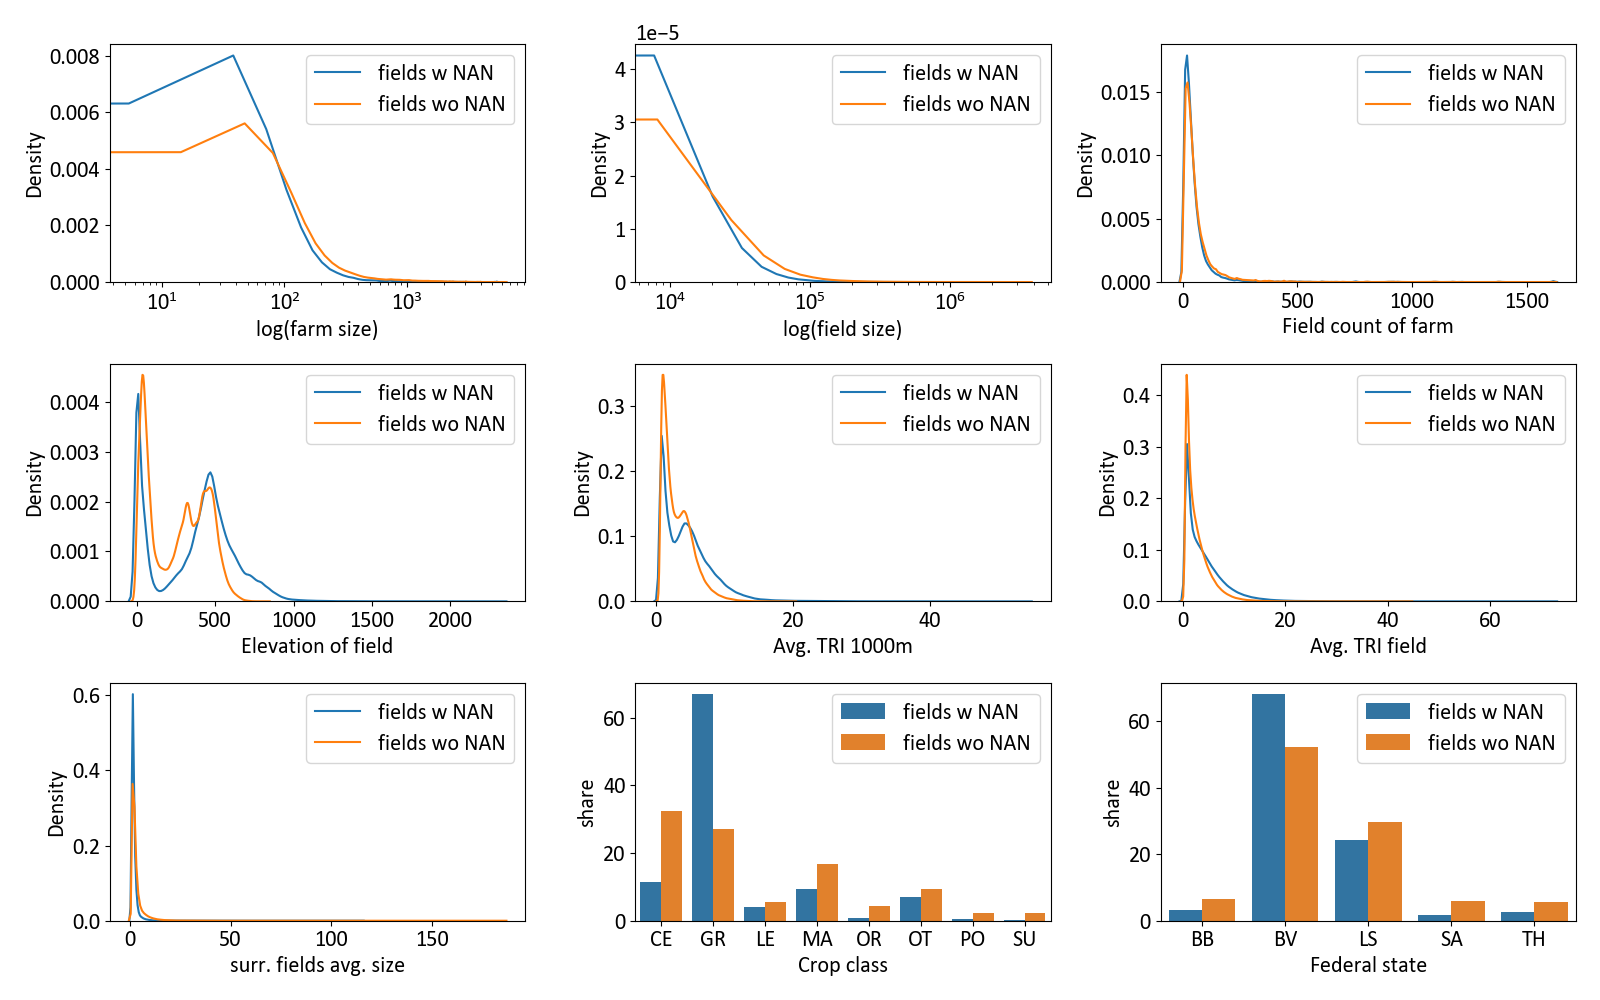 0.008
0.006
0.004
0.002
0.000
Density
fields w NAN
fields wo NAN
10¹ 10² 10³
log(farm size)
1e−5
4
3
2
1
0
Density
fields w NAN
fields wo NAN
10⁴ 10⁵ 10⁶
log(field size)
0.015
0.010
0.005
0.000
Density
fields w NAN
fields wo NAN
0 500 1000 1500
Field count of farm
0.004
0.003
0.002
0.001
0.000
Density
fields w NAN
fields wo NAN
0 500 1000 1500 2000
Elevation of field
0.3
0.2
0.1
0.0
Density
fields w NAN
fields wo NAN
0 20 40
Avg. TRI 1000m
0.4
0.3
0.2
0.1
0.0
Density
fields w NAN
fields wo NAN
0 20 40 60
Avg. TRI field
0.6
0.4
0.2
0.0
Density
fields w NAN
fields wo NAN
0 50 100 150
surr. fields avg. size
60
40
20
0
share
fields w NAN
fields wo NAN
CE GR LE MA OR OT PO SU
Crop class
60
40
20
0
share
fields w NAN
fields wo NAN
BB BV LS SA TH
Federal state